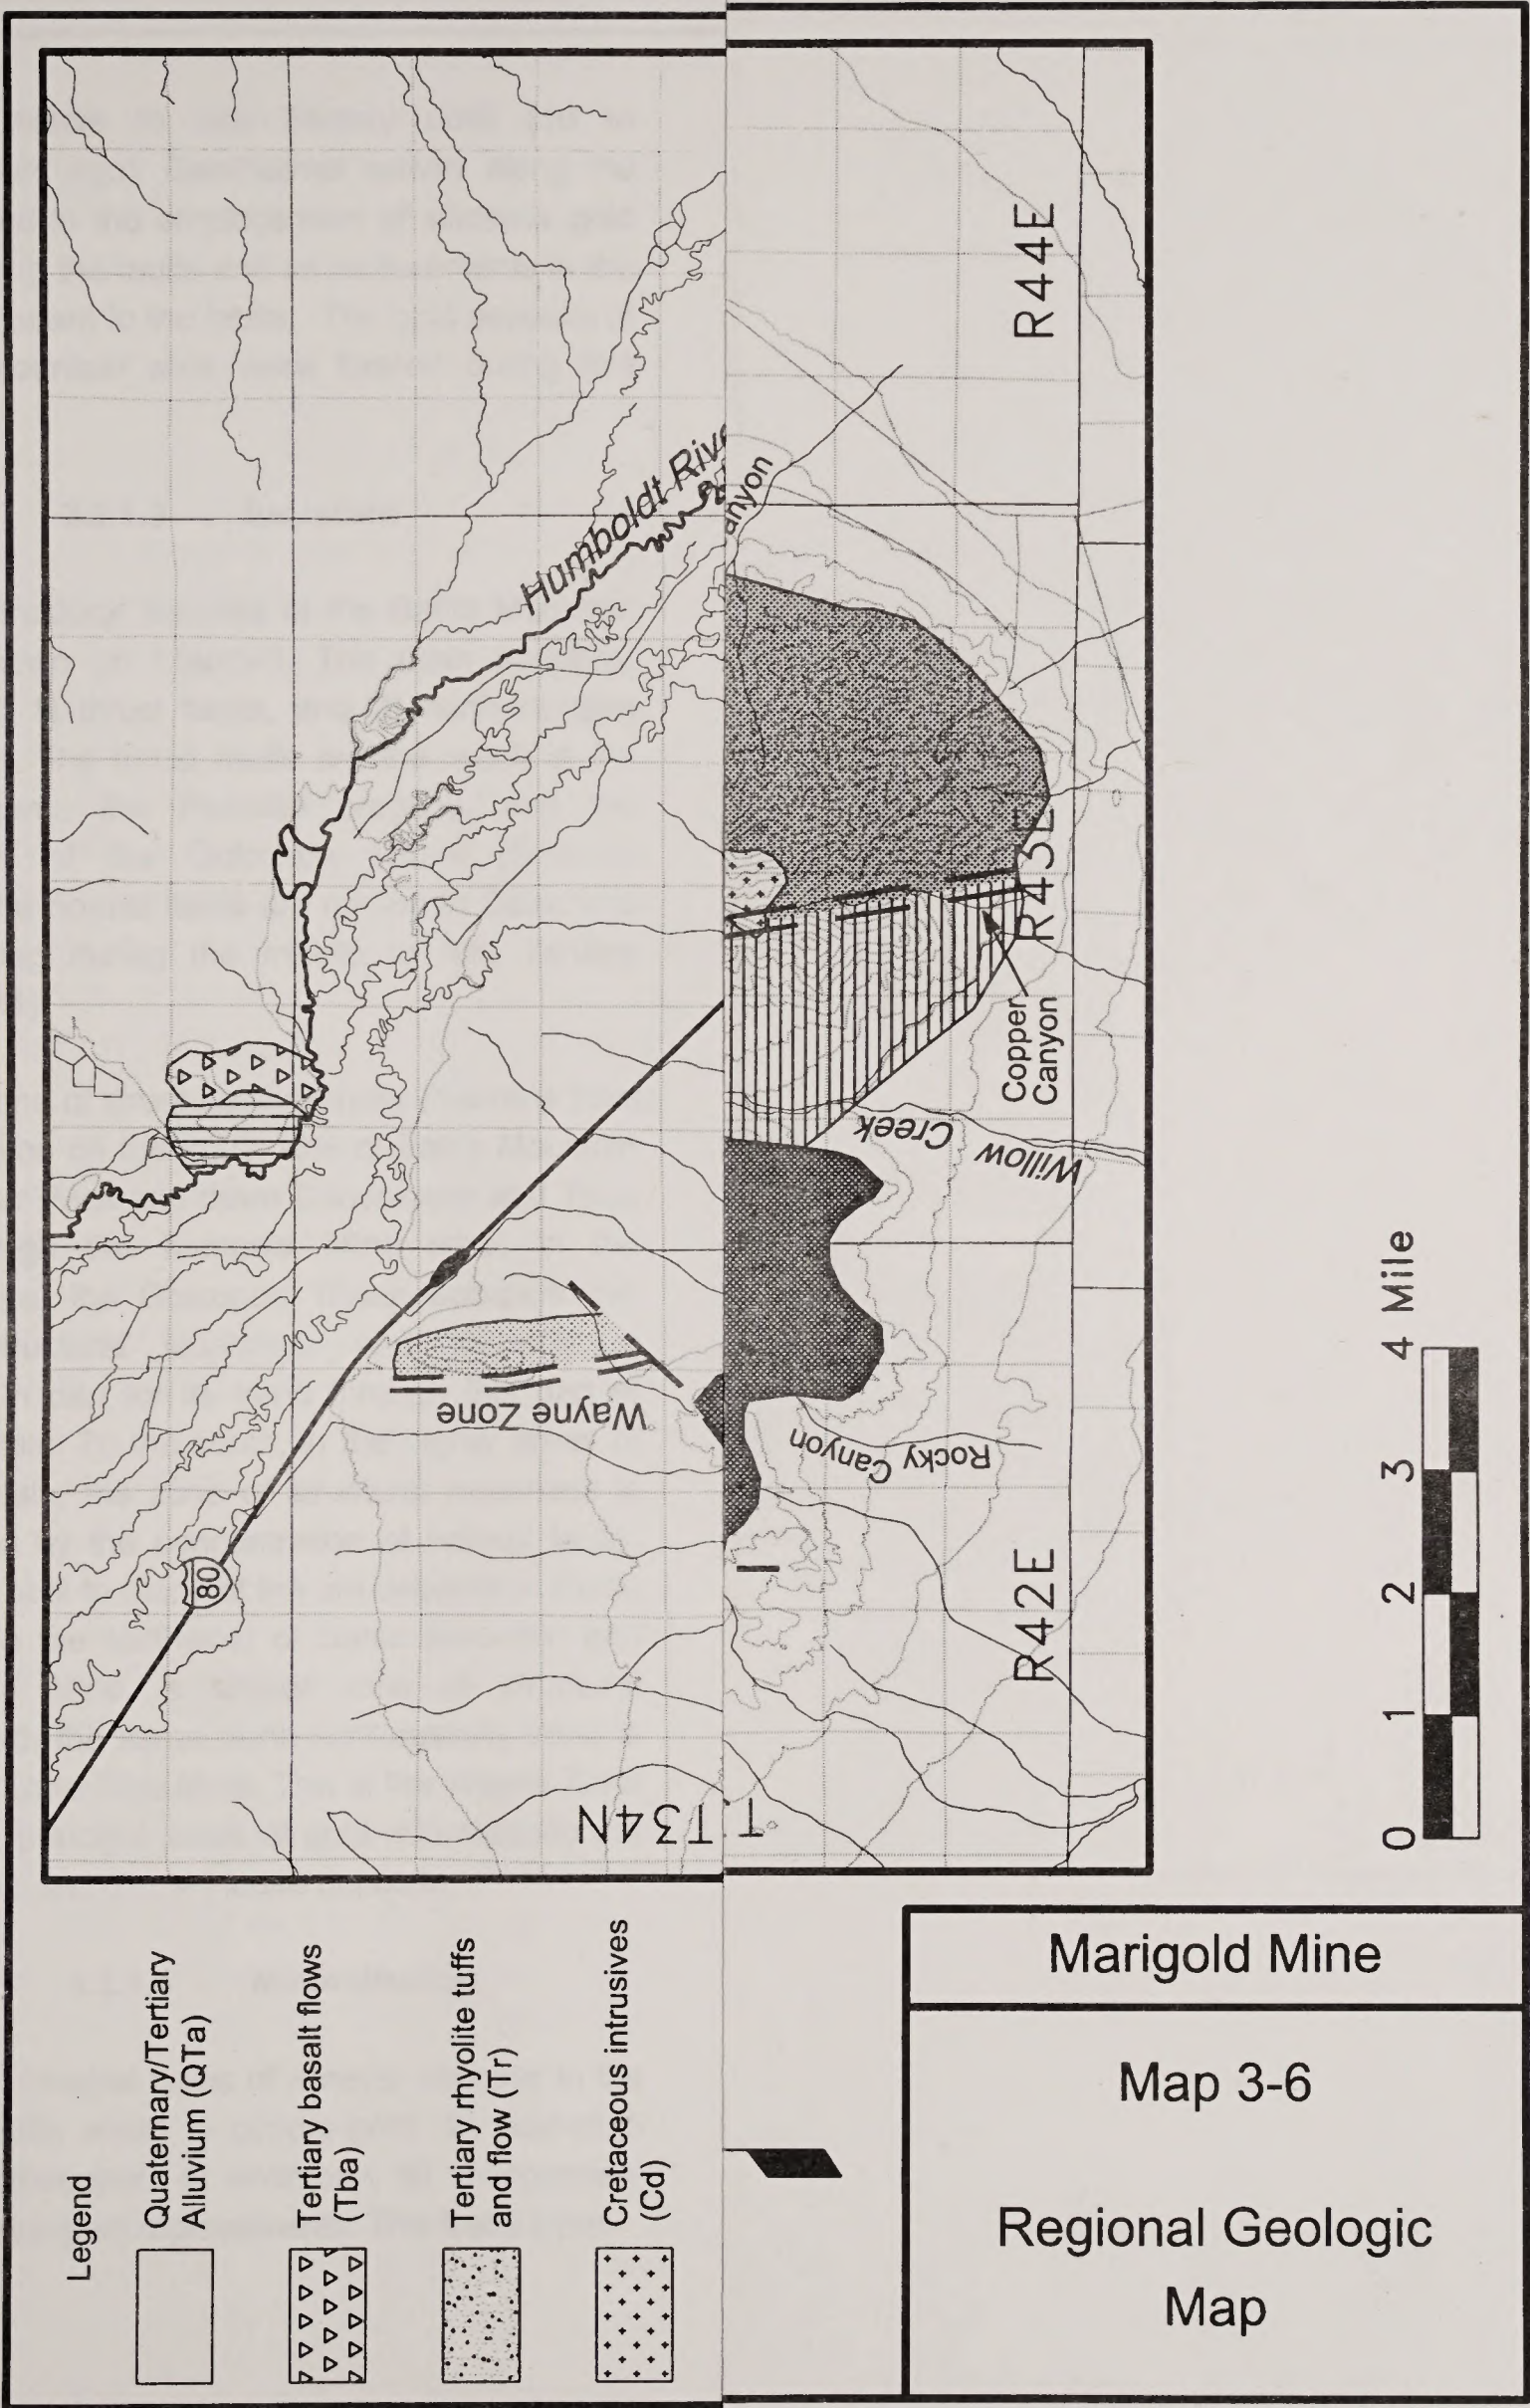 Humboldt Rive
anyon
R44E
R43E
R42E
Copper
Canyon
Willow Creek
Wayne Zone
Rocky Canyon
80
T34N
T
0 1 2 3 4 Mile
Legend
Quaternary/Tertiary
Alluvium (QTa)
Tertiary basalt flows
(Tba)
Tertiary rhyolite tuffs
and flow (Tr)
Cretaceous intrusives
(Cd)
Marigold Mine
Map 3-6
Regional Geologic
Map